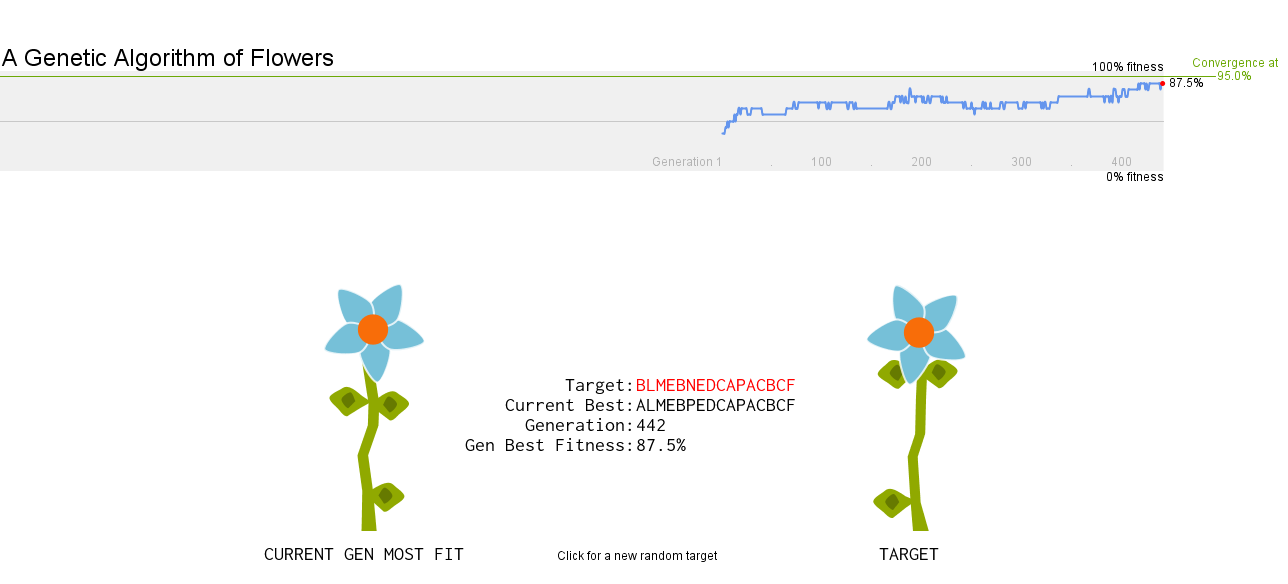 A Genetic Algorithm of Flowers
100% fitness
Convergence at
95.0%
87.5%
Generation 1 . 100 . 200 . 300 . 400
0% fitness
Target:BLMEBNEDCAPACBCF
Current Best:ALMEBPEDCAPACBCF
Generation:442
Gen Best Fitness:87.5%
CURRENT GEN MOST FIT
Click for a new random target
TARGET